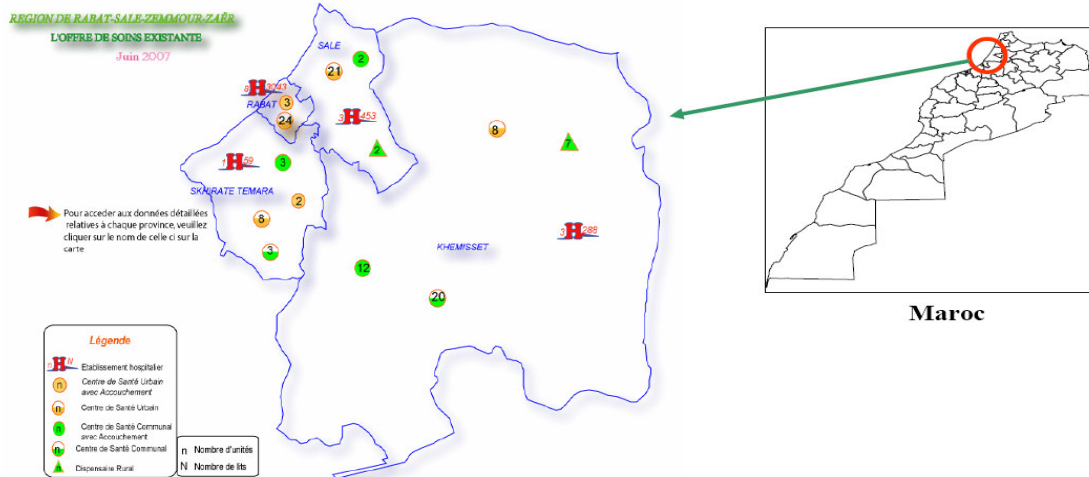 REGION DE RABAT-SALE-ZEMMOUR-ZAËR
L'OFFRE DE SOINS EXISTANTE
Juin 2007
SALE
2
21
8 H 3043
RABAT
3
24
3 H 453
2
8
7
1 H 59
3
SKHIRATE TEMARA
2
8
3
Pour acceder aux données détaillées
relatives à chaque province, veuillez
cliquer sur le nom de celle ci sur la
carte
3 H 288
KHEMISSET
12
20
Maroc
Légende
n H N Etablissement hospitalier
n Centre de Santé Urbain
avec Accouchement
n Centre de Santé Urbain
n Centre de Santé Communal
avec Accouchement
n Centre de Santé Communal
n Dispensaire Rural
n Nombre d'unités
N Nombre de lits